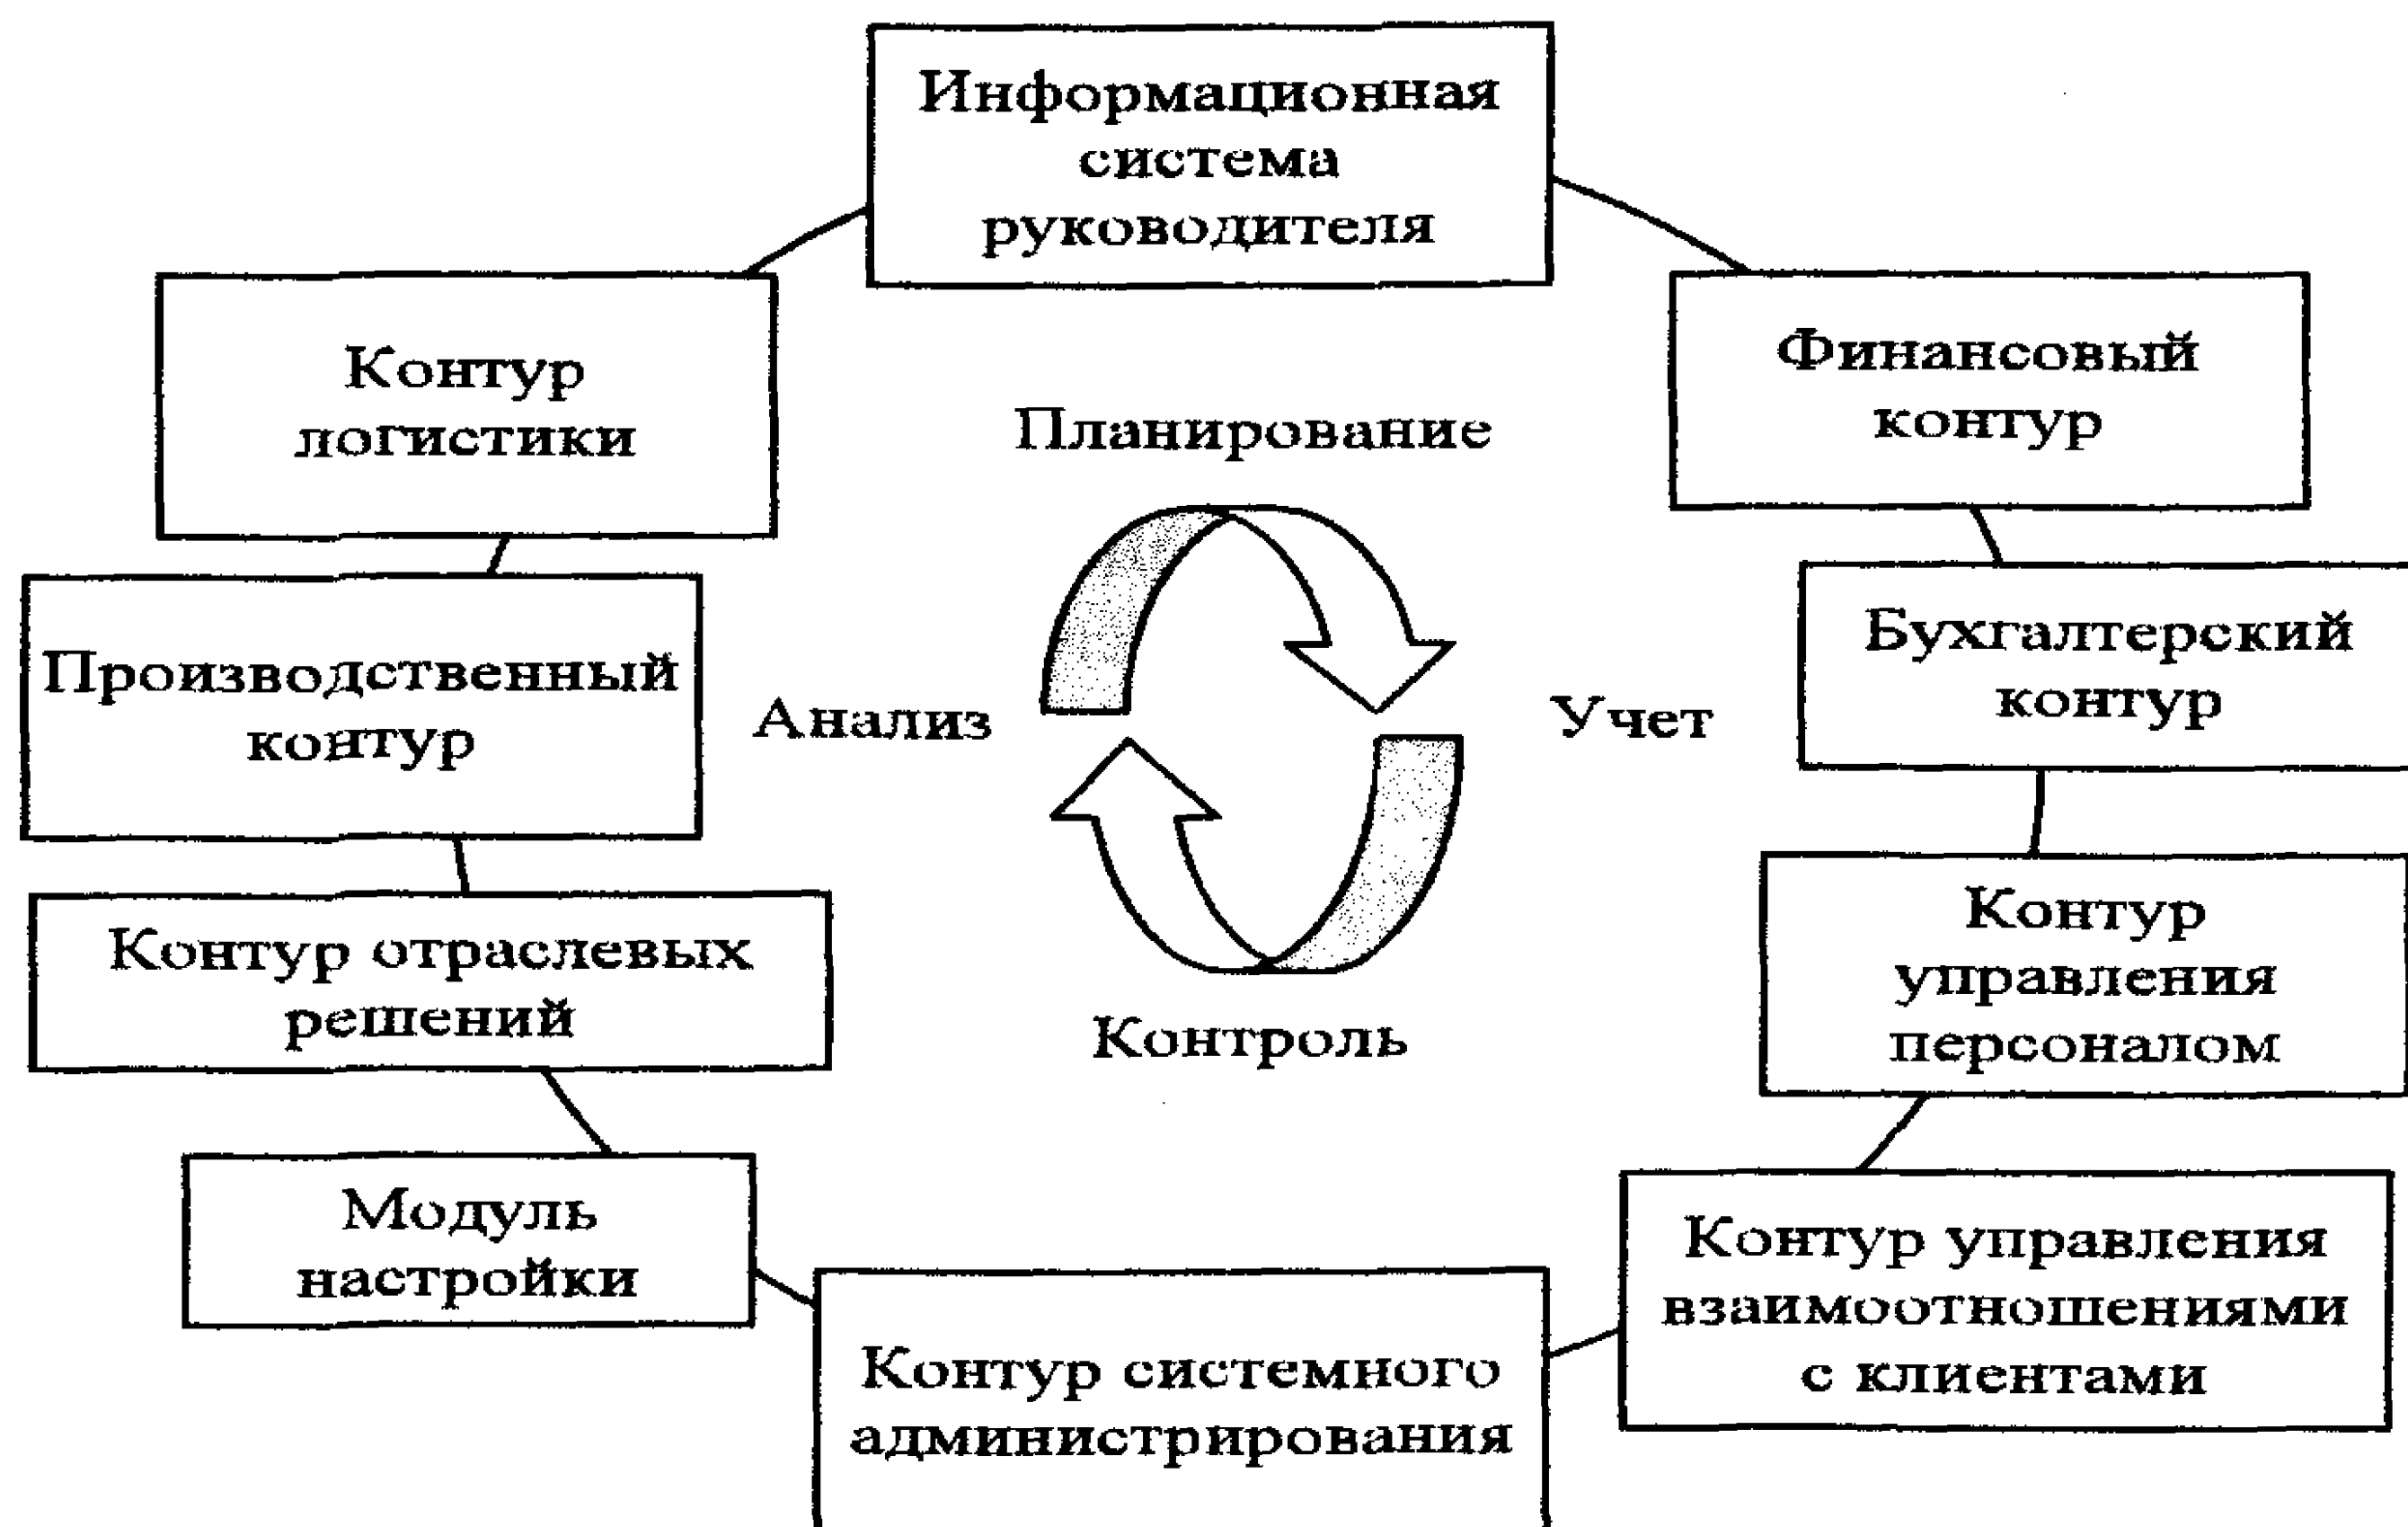 Информационная
система
руководителя
Контур
логистики
Финансовый
контур
Планирование
Производственный
контур
Анализ
Учет
Бухгалтерский
контур
Контур отраслевых
решений
Контроль
Контур
управления
персоналом
Модуль
настройки
Контур системного
администрирования
Контур управления
взаимоотношениями
с клиентами